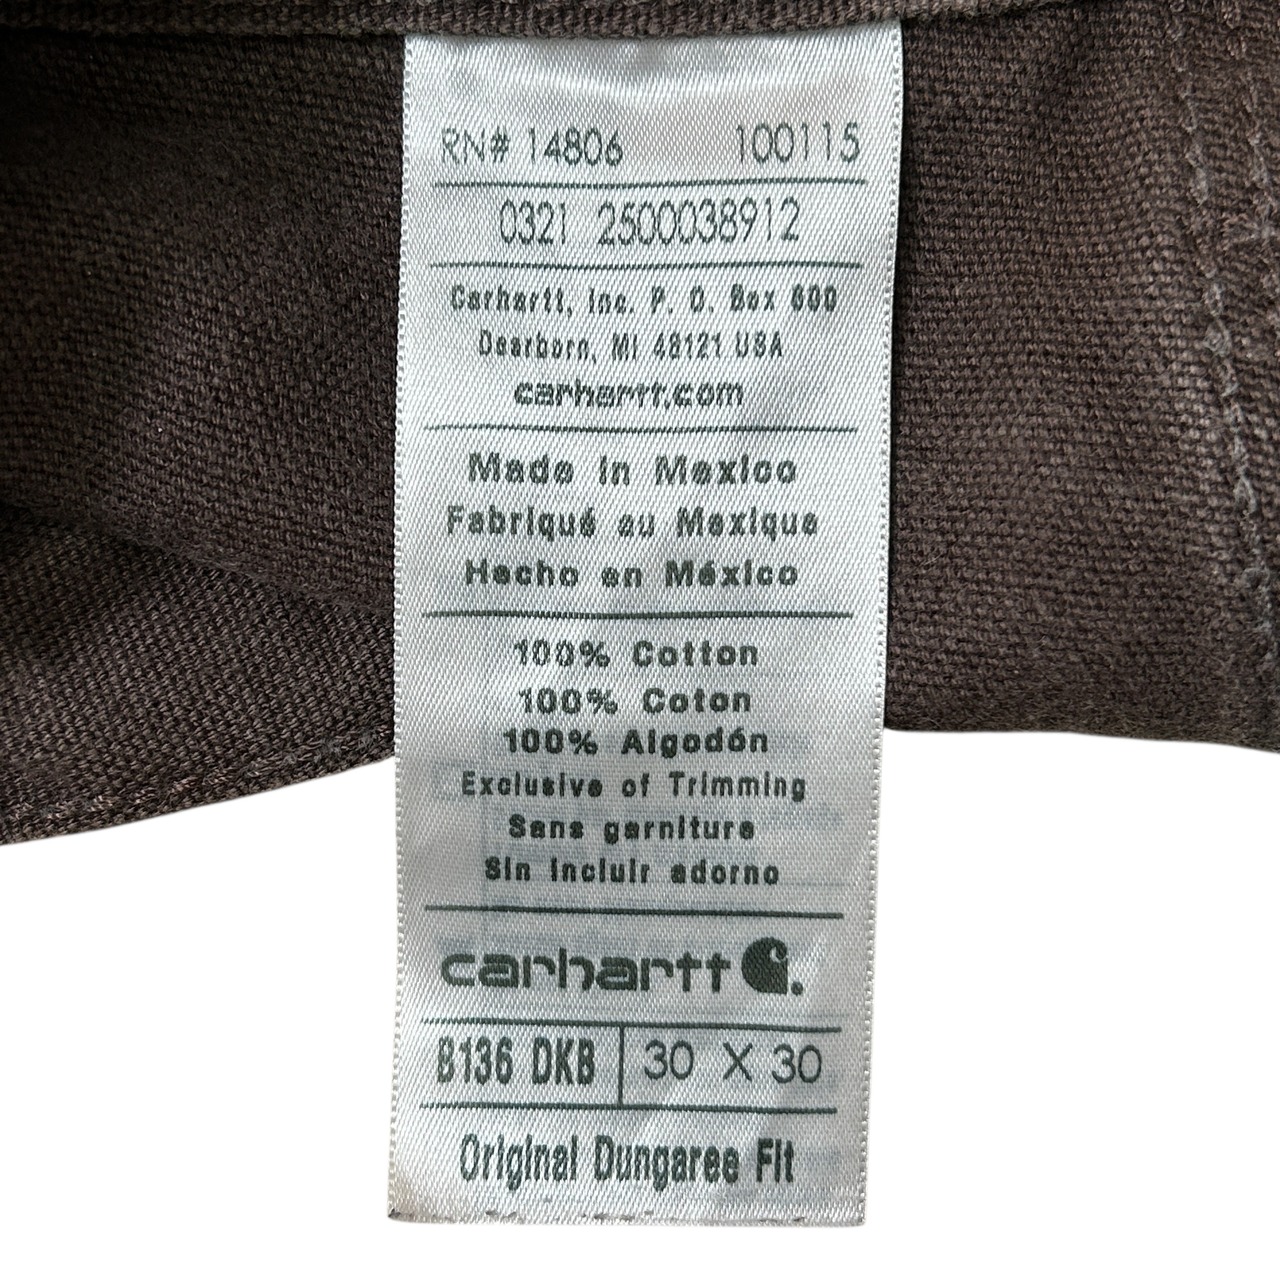 RN# 14806 100115
0321 2500038912
Carhartt, Inc. P. O. Box 600
Dearborn, MI 48121 USA
carhartt.com
Made in Mexico
Fabriqué au Mexique
Hecho en México
100% Cotton
100% Coton
100% Algodón
Exclusive of Trimming
Sans garniture
Sin incluir adorno
carhartt
B136 DKB 30 X 30
Original Dungaree Fit